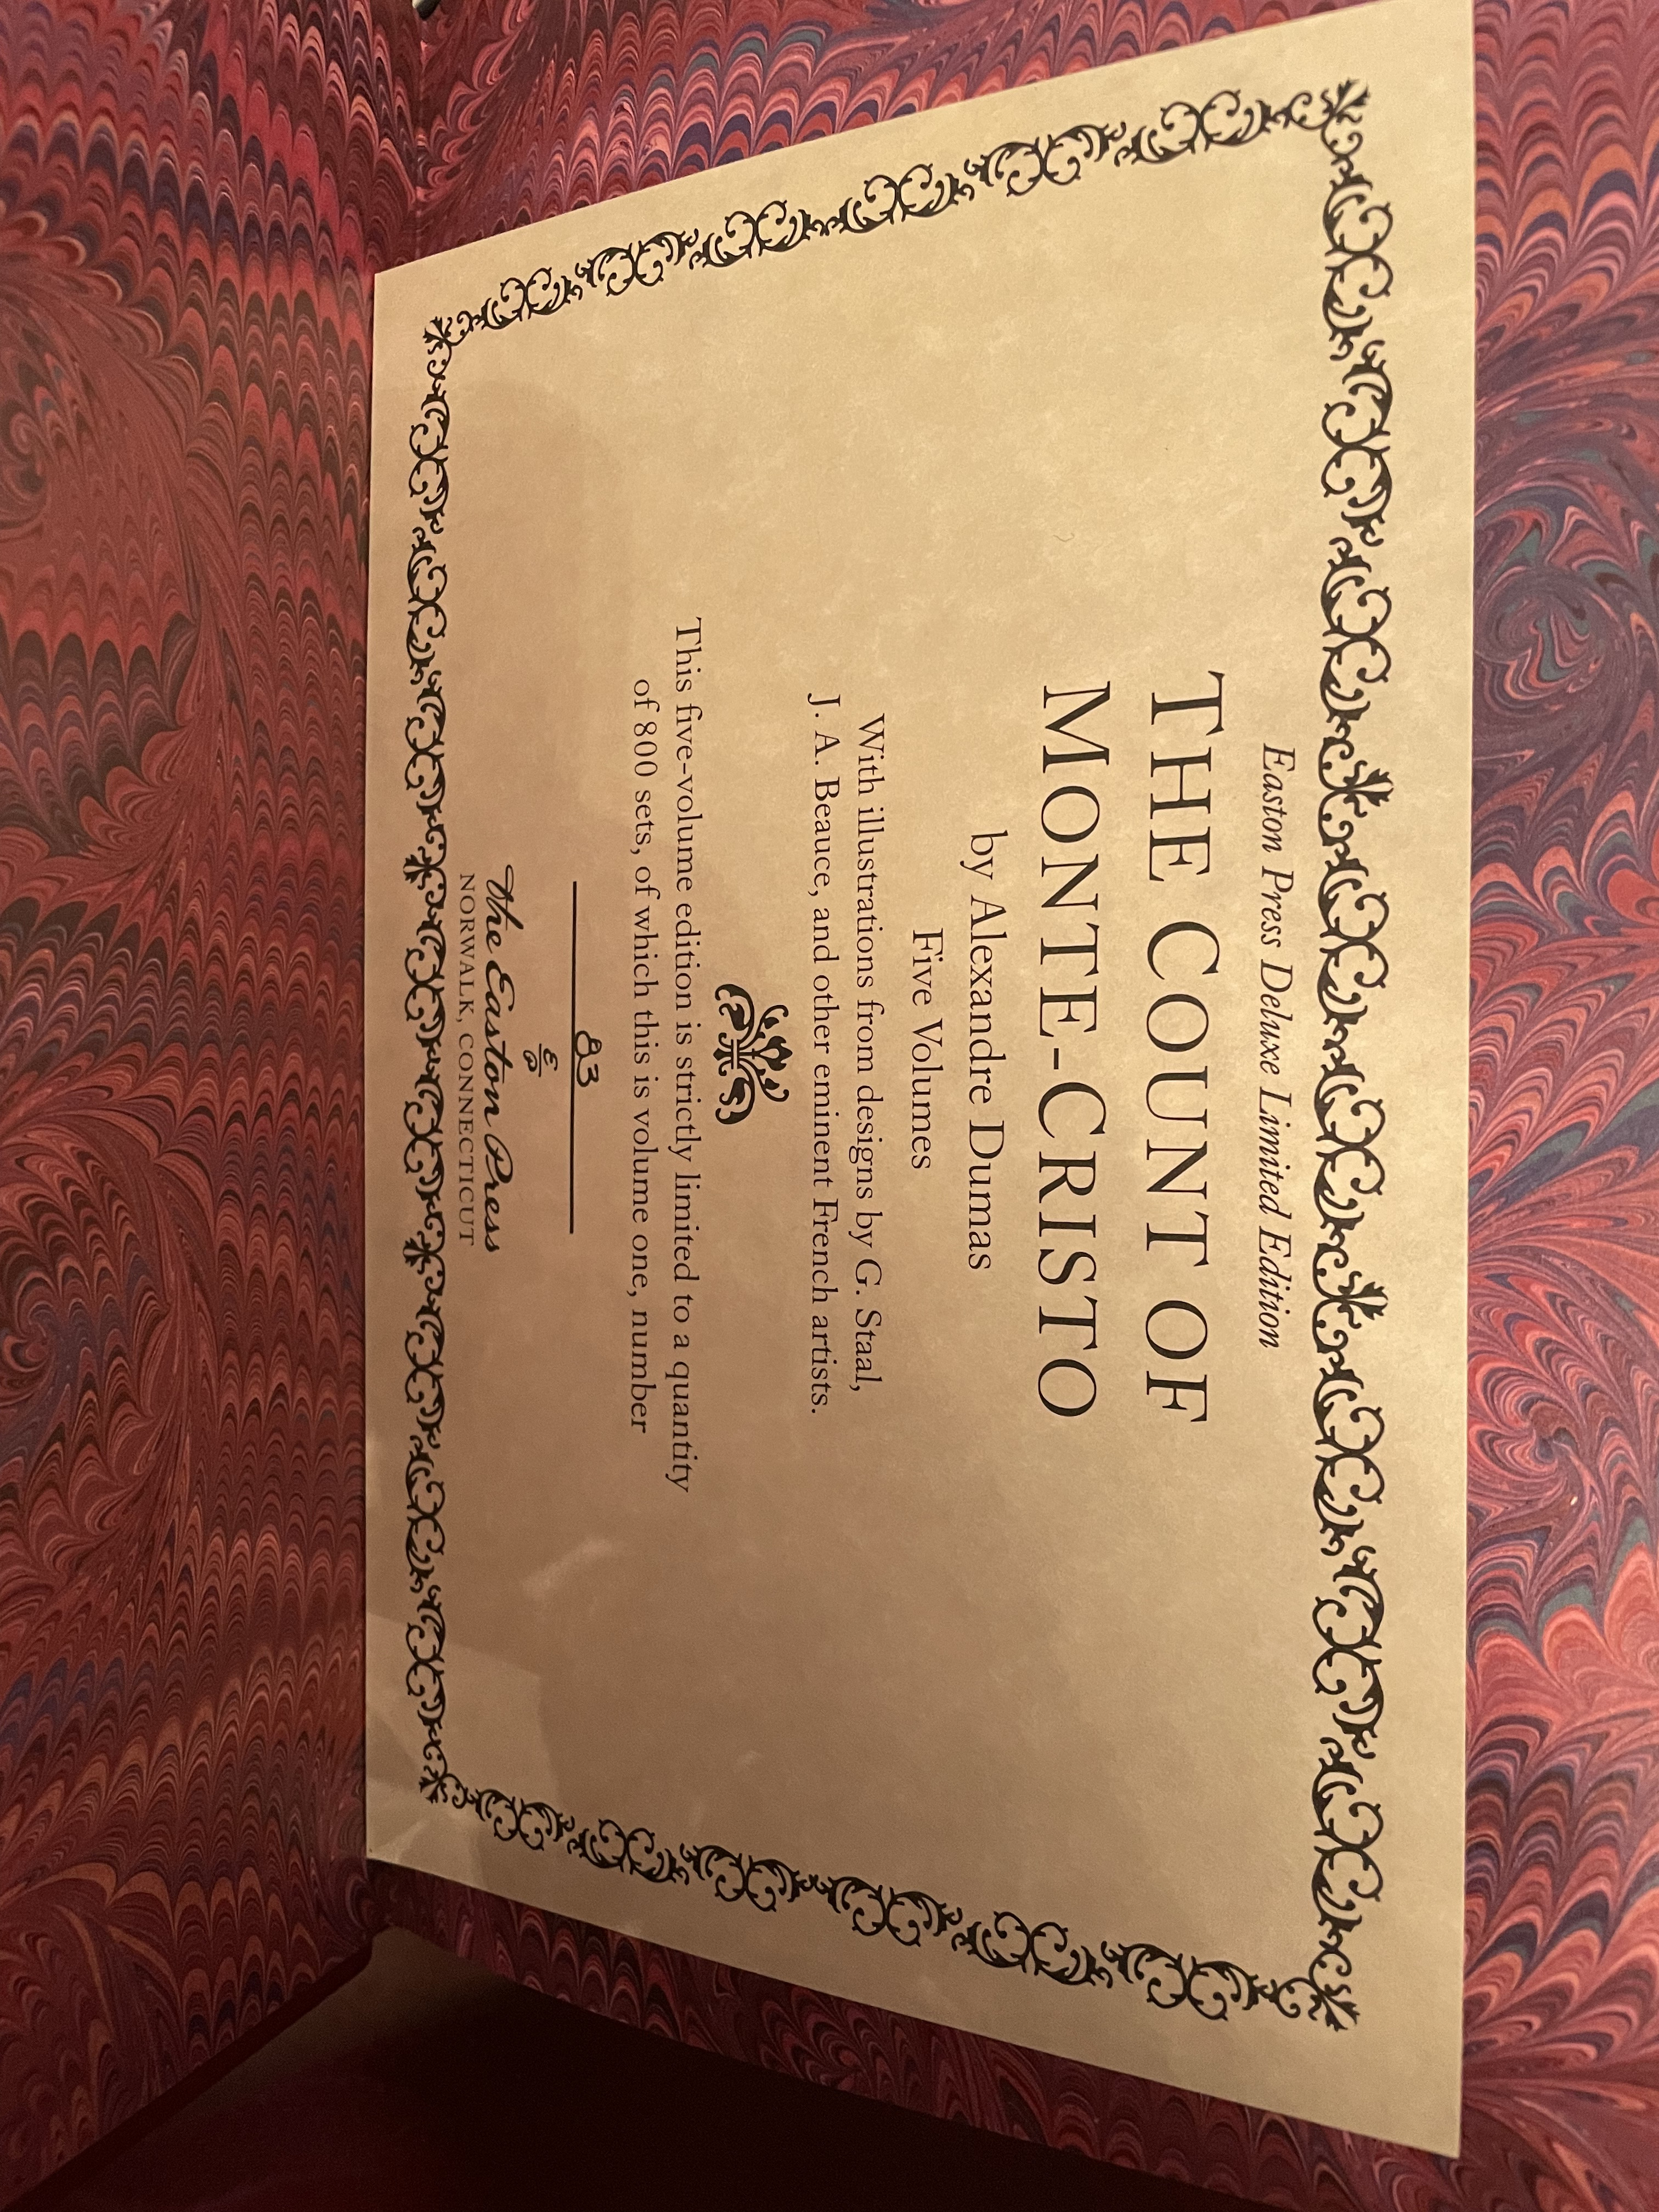 Easton Press Deluxe Limited Edition
THE COUNT OF
MONTE-CRISTO
by Alexandre Dumas
Five Volumes
With illustrations from designs by G. Staal,
J. A. Beauce, and other eminent French artists.
This five-volume edition is strictly limited to a quantity
of 800 sets, of which this is volume one, number
83
EP
The Easton Press
NORWALK, CONNECTICUT